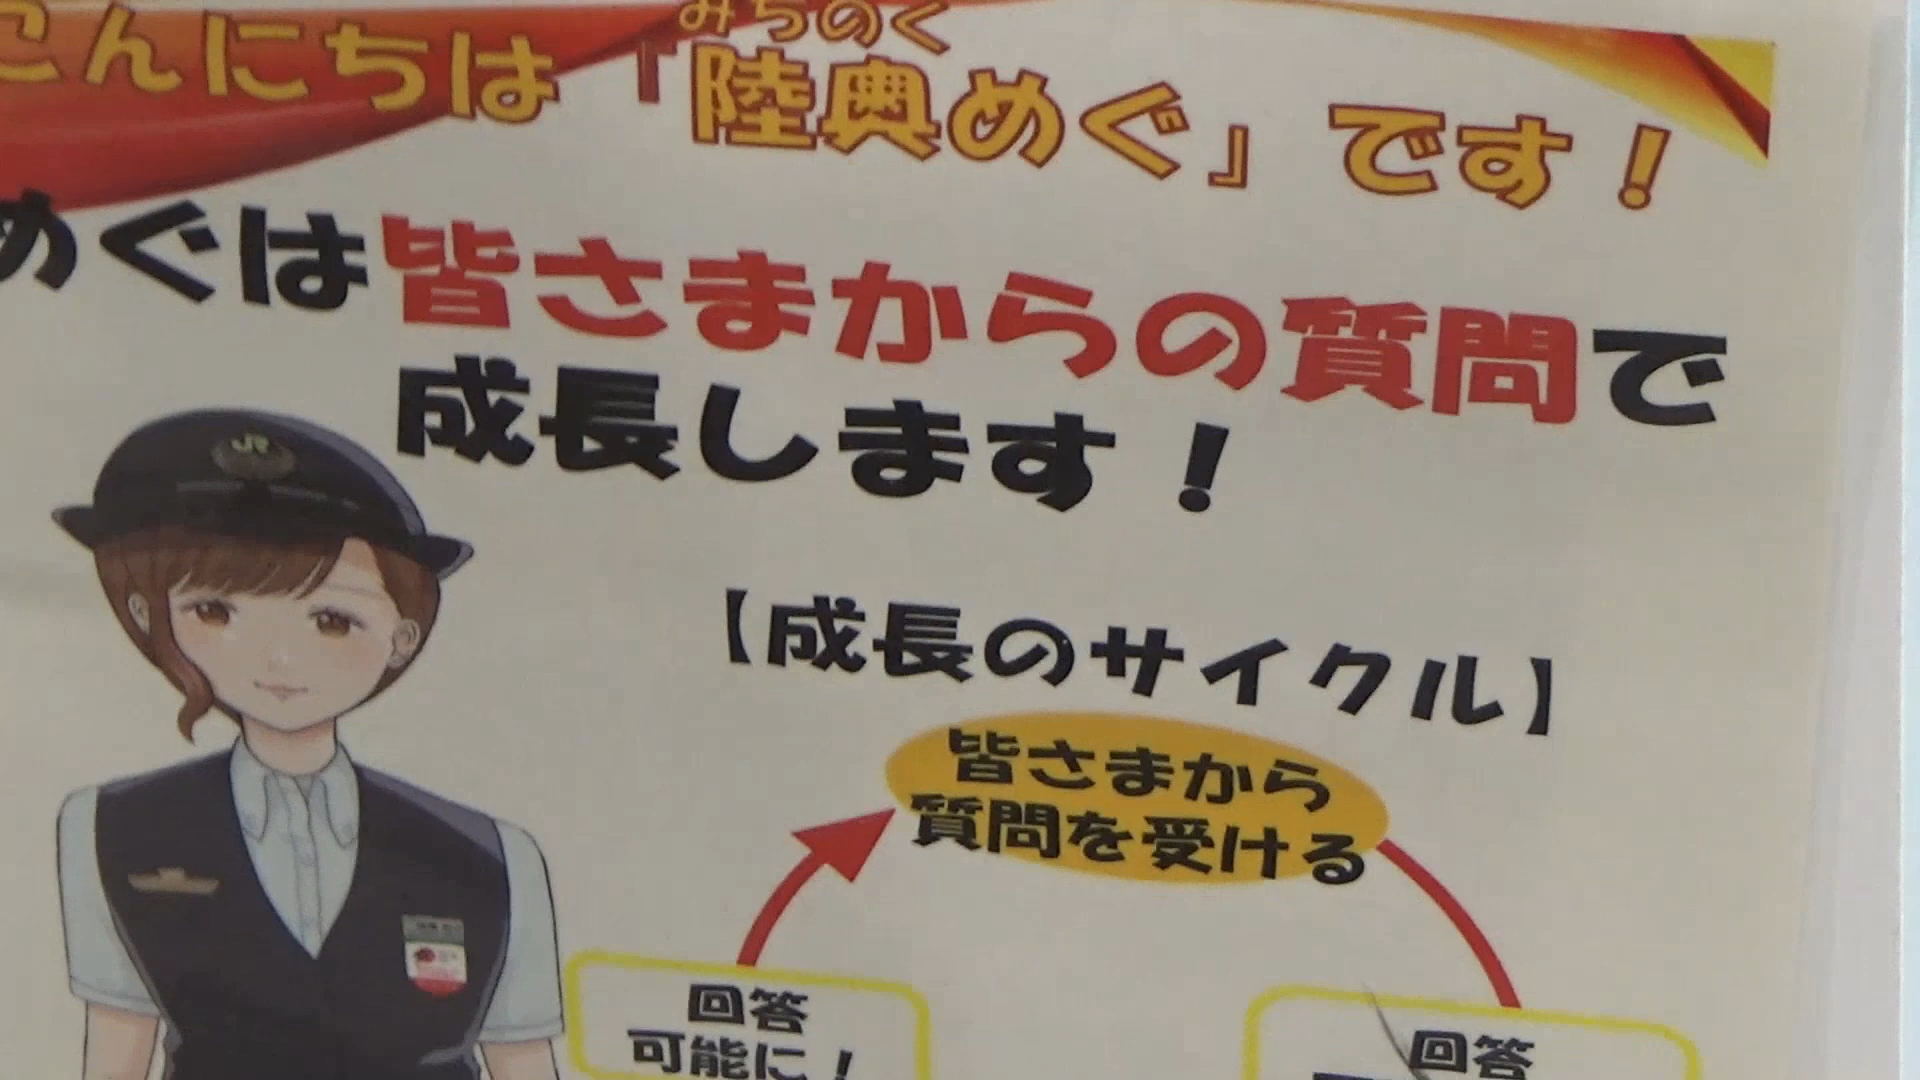 みちのく
こんにちは「陸奥めぐ」です！
めぐは皆さまからの質問で
成長します！
JR
【成長のサイクル】
皆さまから
質問を受ける
回答
可能に！
回答